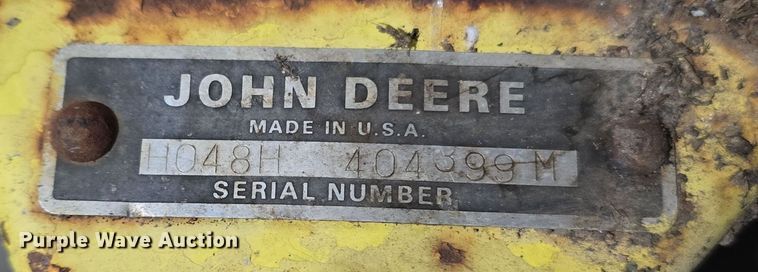 JOHN DEERE
MADE IN U.S.A.
H048H 404399M
SERIAL NUMBER
Purple Wave Auction